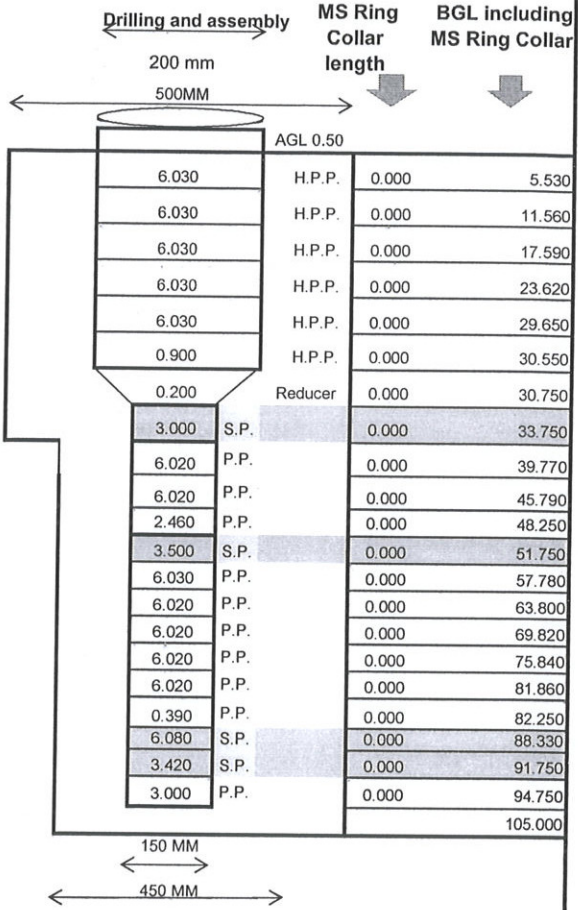 Drilling and assembly MS Ring BGL including
Collar MS Ring Collar
length
200 mm
500MM
AGL 0.50
6.030 H.P.P. 0.000 5.530
6.030 H.P.P. 0.000 11.560
6.030 H.P.P. 0.000 17.590
6.030 H.P.P. 0.000 23.620
6.030 H.P.P. 0.000 29.650
0.900 H.P.P. 0.000 30.550
0.200 Reducer 0.000 30.750
3.000 S.P. 0.000 33.750
6.020 P.P. 0.000 39.770
6.020 P.P. 0.000 45.790
2.460 P.P. 0.000 48.250
3.500 S.P. 0.000 51.750
6.030 P.P. 0.000 57.780
6.020 P.P. 0.000 63.800
6.020 P.P. 0.000 69.820
6.020 P.P. 0.000 75.840
6.020 P.P. 0.000 81.860
0.390 P.P. 0.000 82.250
6.080 S.P. 0.000 88.330
3.420 S.P. 0.000 91.750
3.000 P.P. 0.000 94.750
105.000
150 MM
450 MM